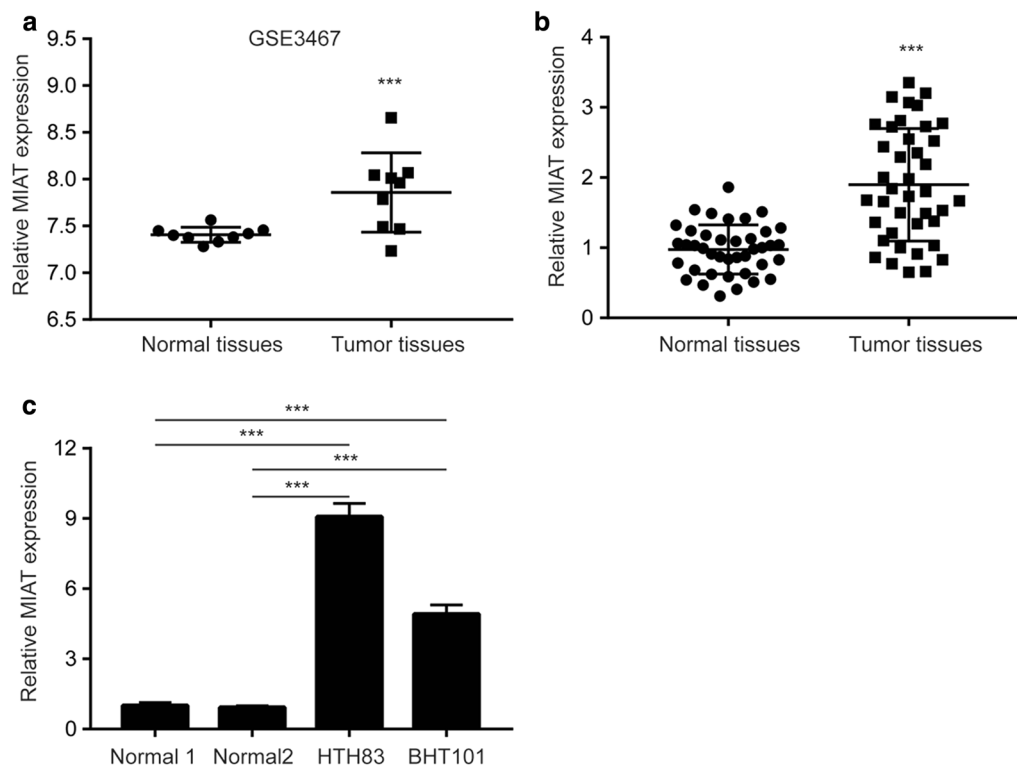 a
GSE3467
Relative MIAT expression
9.5
9.0
8.5
8.0
7.5
7.0
6.5
***
Normal tissues
Tumor tissues
b
Relative MIAT expression
4
3
2
1
0
***
Normal tissues
Tumor tissues
c
Relative MIAT expression
12
9
6
3
0
***
***
***
***
Normal 1
Normal2
HTH83
BHT101